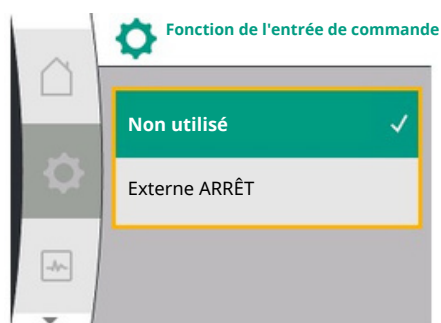 Fonction de l'entrée de commande
Non utilisé
Externe ARRÊT